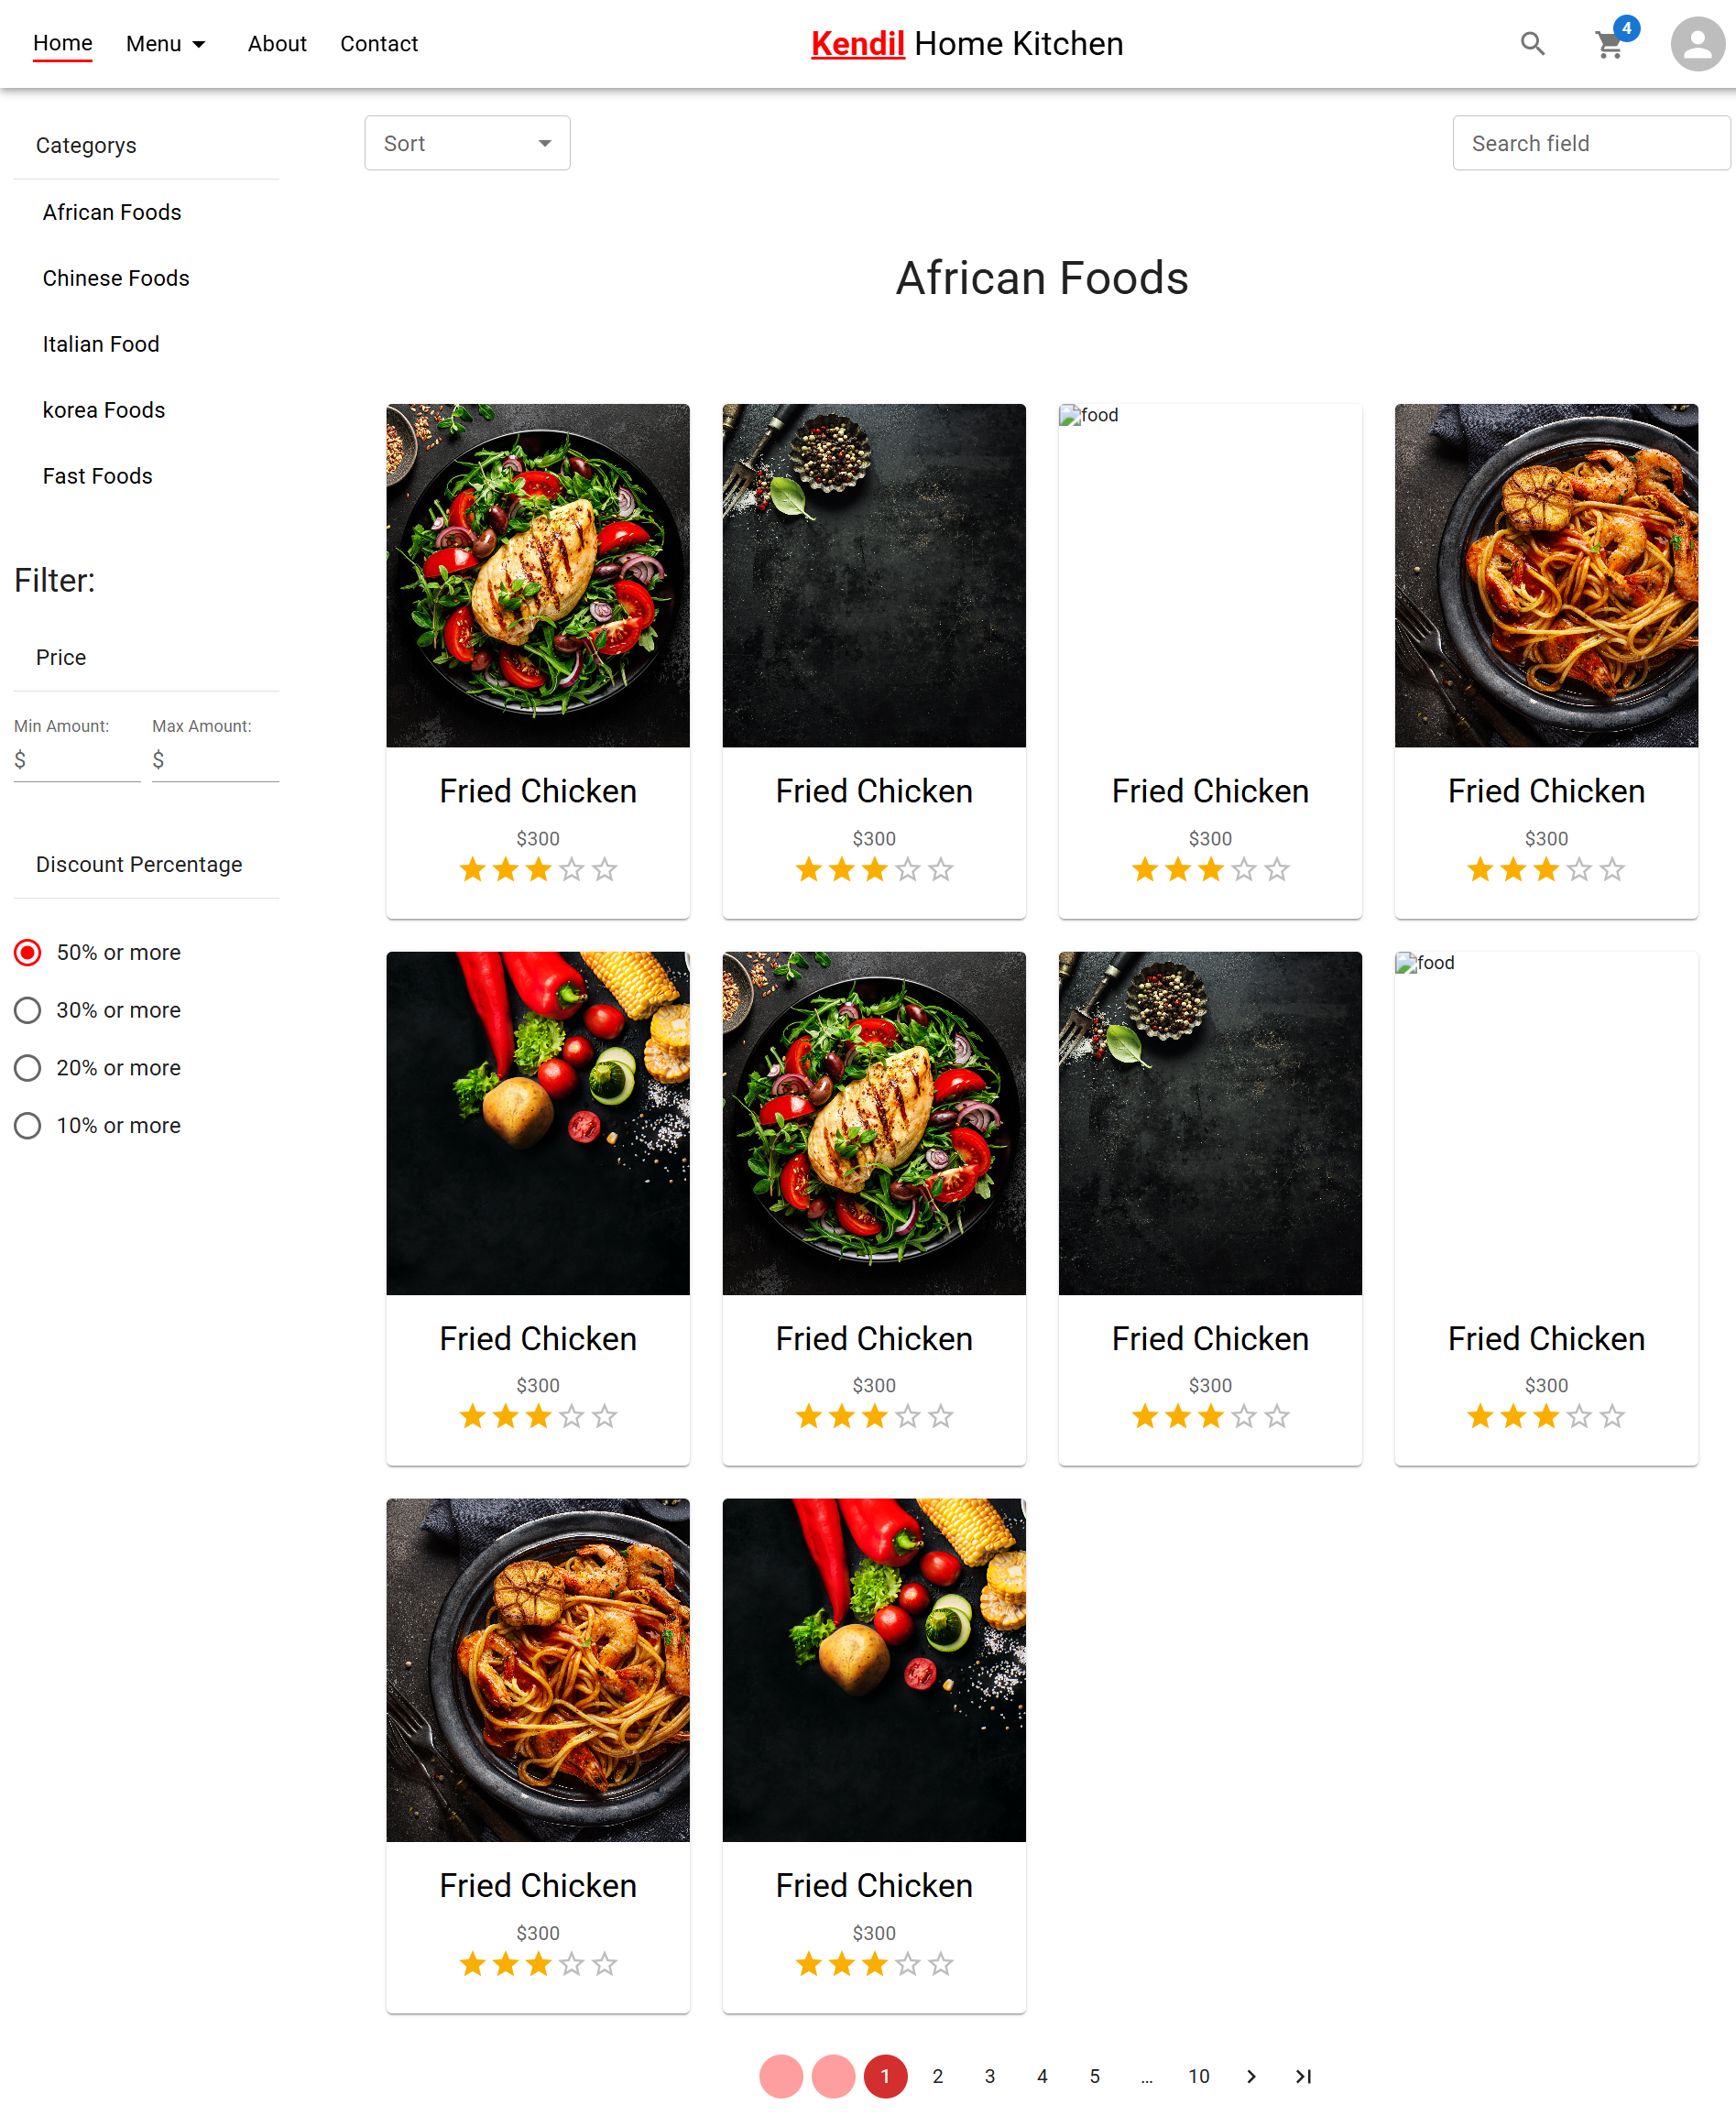 Home Menu About Contact
Kendil Home Kitchen
4
Categorys
African Foods
Chinese Foods
Italian Food
korea Foods
Fast Foods
Filter:
Price
Min Amount: Max Amount:
$ $
Discount Percentage
50% or more
30% or more
20% or more
10% or more
Sort
Search field
African Foods
food
Fried Chicken Fried Chicken Fried Chicken Fried Chicken
$300 $300 $300 $300
food
Fried Chicken Fried Chicken Fried Chicken Fried Chicken
$300 $300 $300 $300
Fried Chicken Fried Chicken
$300 $300
1 2 3 4 5 ... 10